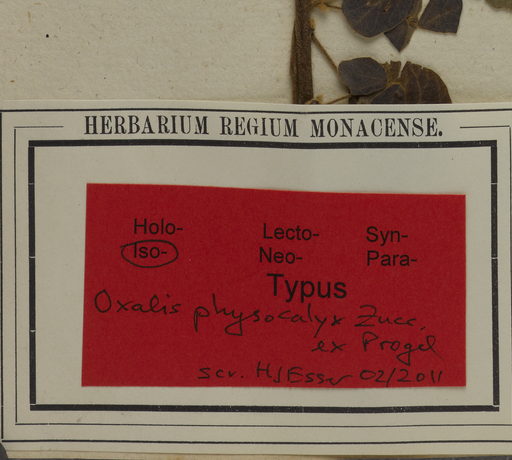 HERBARIUM REGIUM MONACENSE.
Holo- Lecto- Syn-
Iso- Neo- Para-
Typus
Oxalis physocalyx Zucc.
ex Progel
scr. HJEsser 02/2011